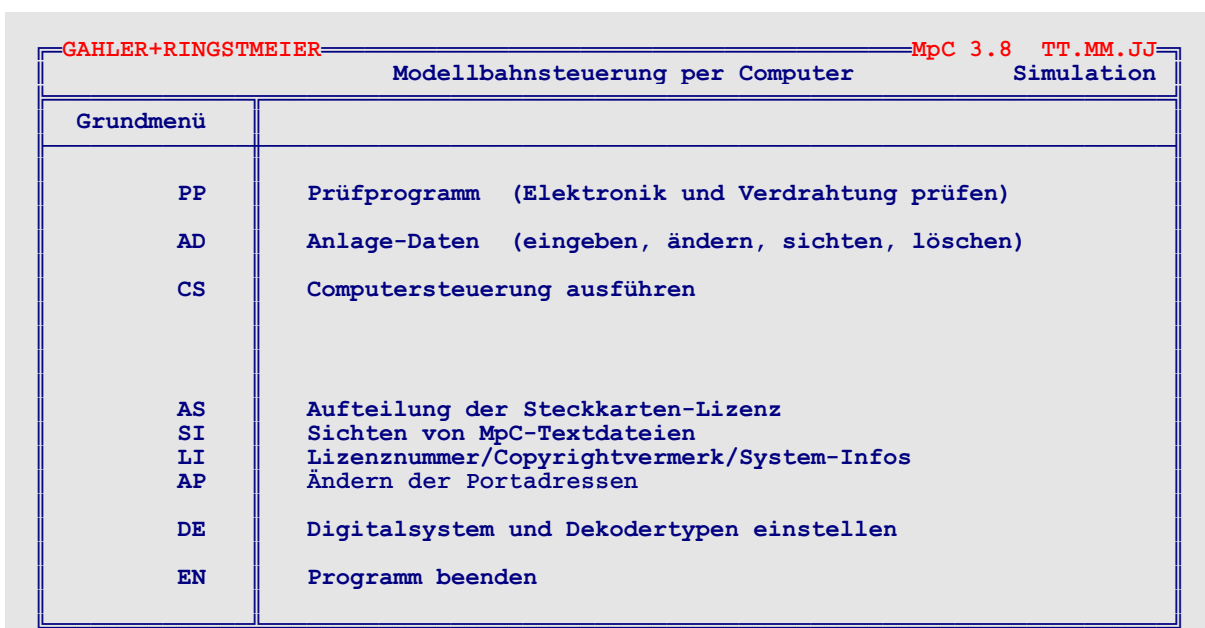 GAHLER+RINGSTMEIER MpC 3.8 TT.MM.JJ
Modellbahnsteuerung per Computer Simulation
Grundmenü
PP Prüfprogramm (Elektronik und Verdrahtung prüfen)
AD Anlage-Daten (eingeben, ändern, sichten, löschen)
CS Computersteuerung ausführen
AS Aufteilung der Steckkarten-Lizenz
SI Sichten von MpC-Textdateien
LI Lizenznummer/Copyrightvermerk/System-Infos
AP Ändern der Portadressen
DE Digitalsystem und Dekodertypen einstellen
EN Programm beenden